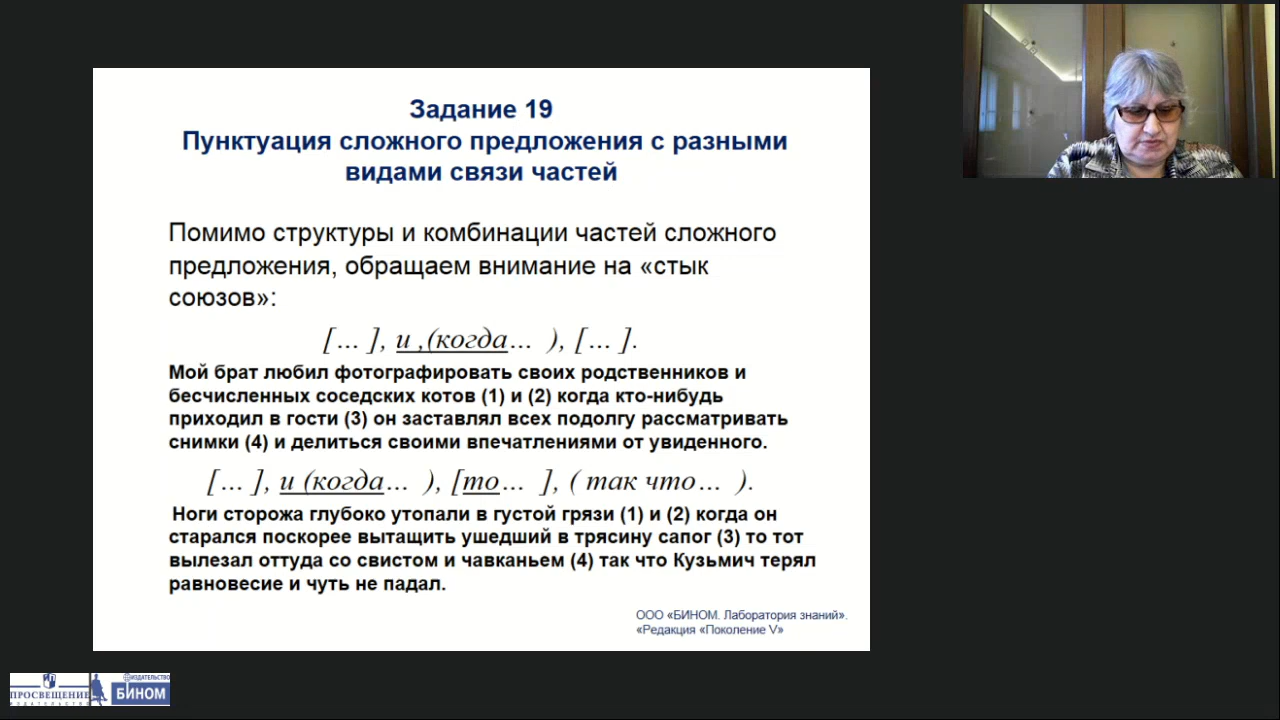 Задание 19
Пунктуация сложного предложения с разными
видами связи частей
Помимо структуры и комбинации частей сложного
предложения, обращаем внимание на «стык
союзов»:
[... ], и ,(когда... ), [... ].
Мой брат любил фотографировать своих родственников и
бесчисленных соседских котов (1) и (2) когда кто-нибудь
приходил в гости (3) он заставлял всех подолгу рассматривать
снимки (4) и делиться своими впечатлениями от увиденного.
[... ], и (когда... ), [то... ], ( так что... ).
Ноги сторожа глубоко утопали в густой грязи (1) и (2) когда он
старался поскорее вытащить ушедший в трясину сапог (3) то тот
вылезал оттуда со свистом и чавканьем (4) так что Кузьмич терял
равновесие и чуть не падал.
ООО «БИНОМ. Лаборатория знаний».
«Редакция «Поколение V»
ПРОСВЕЩЕНИЕ
ИЗДАТЕЛЬСТВО
ИЗДАТЕЛЬСТВО
БИНОМ